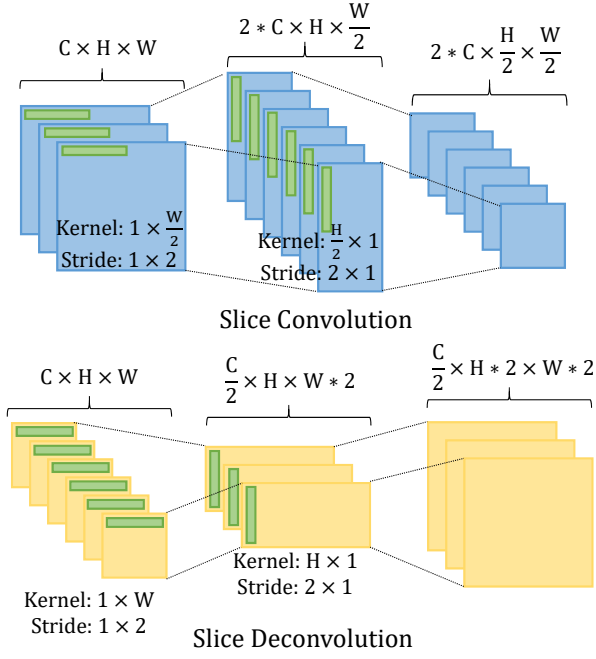 C × H × W
2 ∗ C × H × W/2
2 ∗ C × H/2 × W/2
Kernel: 1 × W/2
Stride: 1 × 2
Kernel: H/2 × 1
Stride: 2 × 1
Slice Convolution
C × H × W
C/2 × H × W ∗ 2
C/2 × H ∗ 2 × W ∗ 2
Kernel: 1 × W
Stride: 1 × 2
Kernel: H × 1
Stride: 2 × 1
Slice Deconvolution